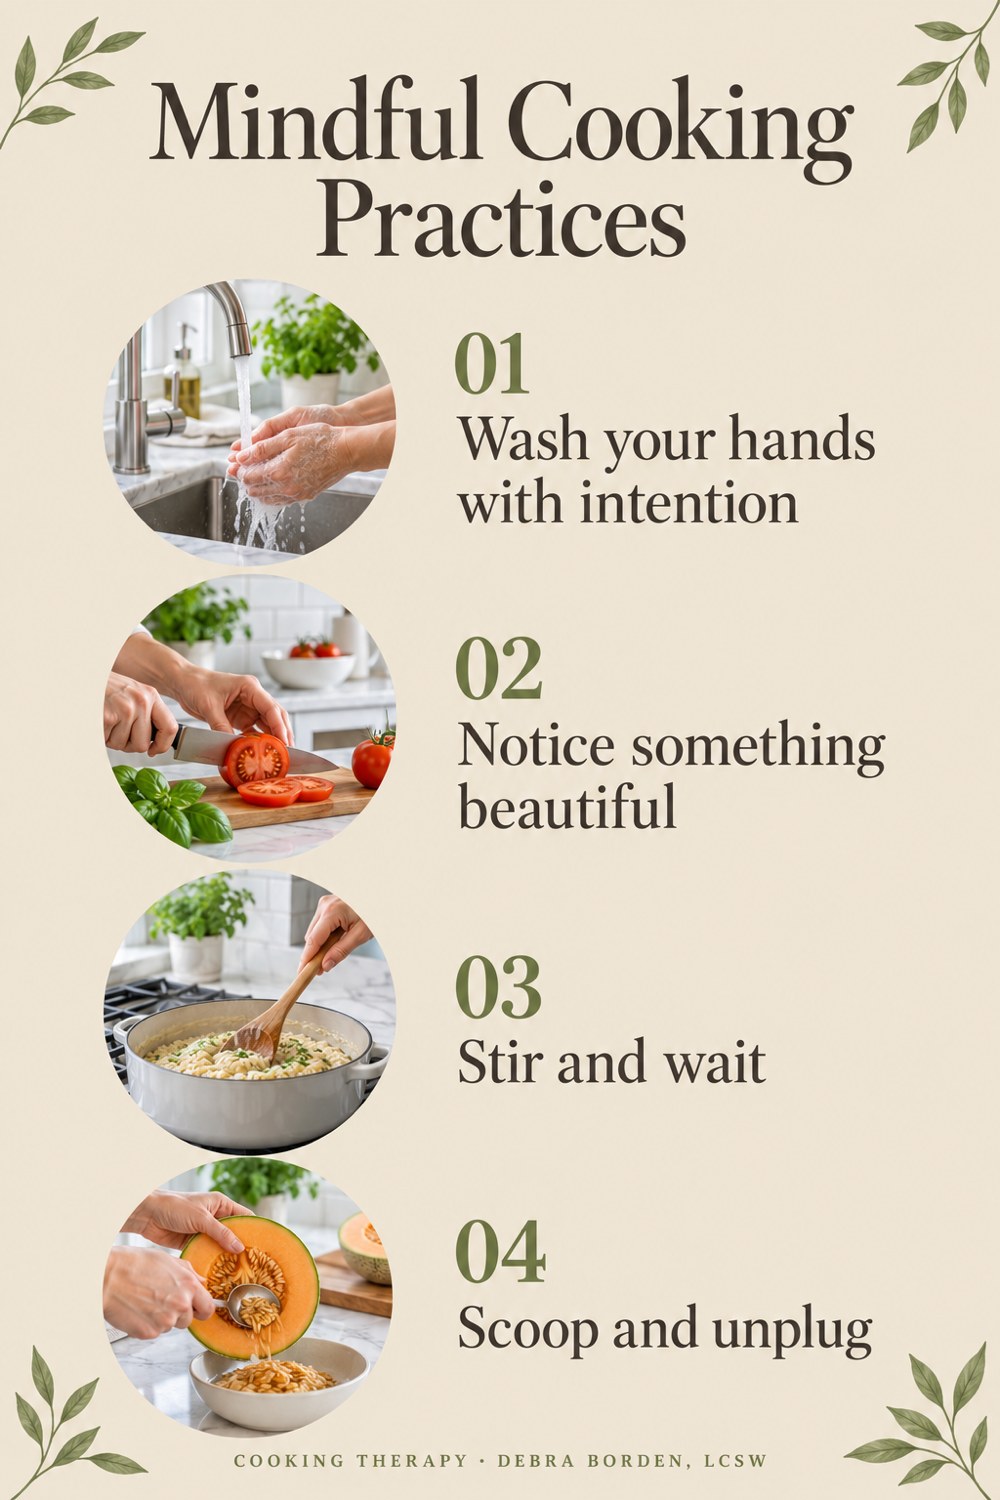 Mindful Cooking
Practices
01
Wash your hands
with intention
02
Notice something
beautiful
03
Stir and wait
04
Scoop and unplug
COOKING THERAPY · DEBRA BORDEN, LCSW